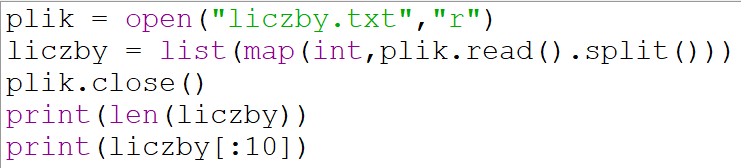 plik = open("liczby.txt","r")
liczby = list(map(int,plik.read().split()))
plik.close()
print(len(liczby))
print(liczby[:10])